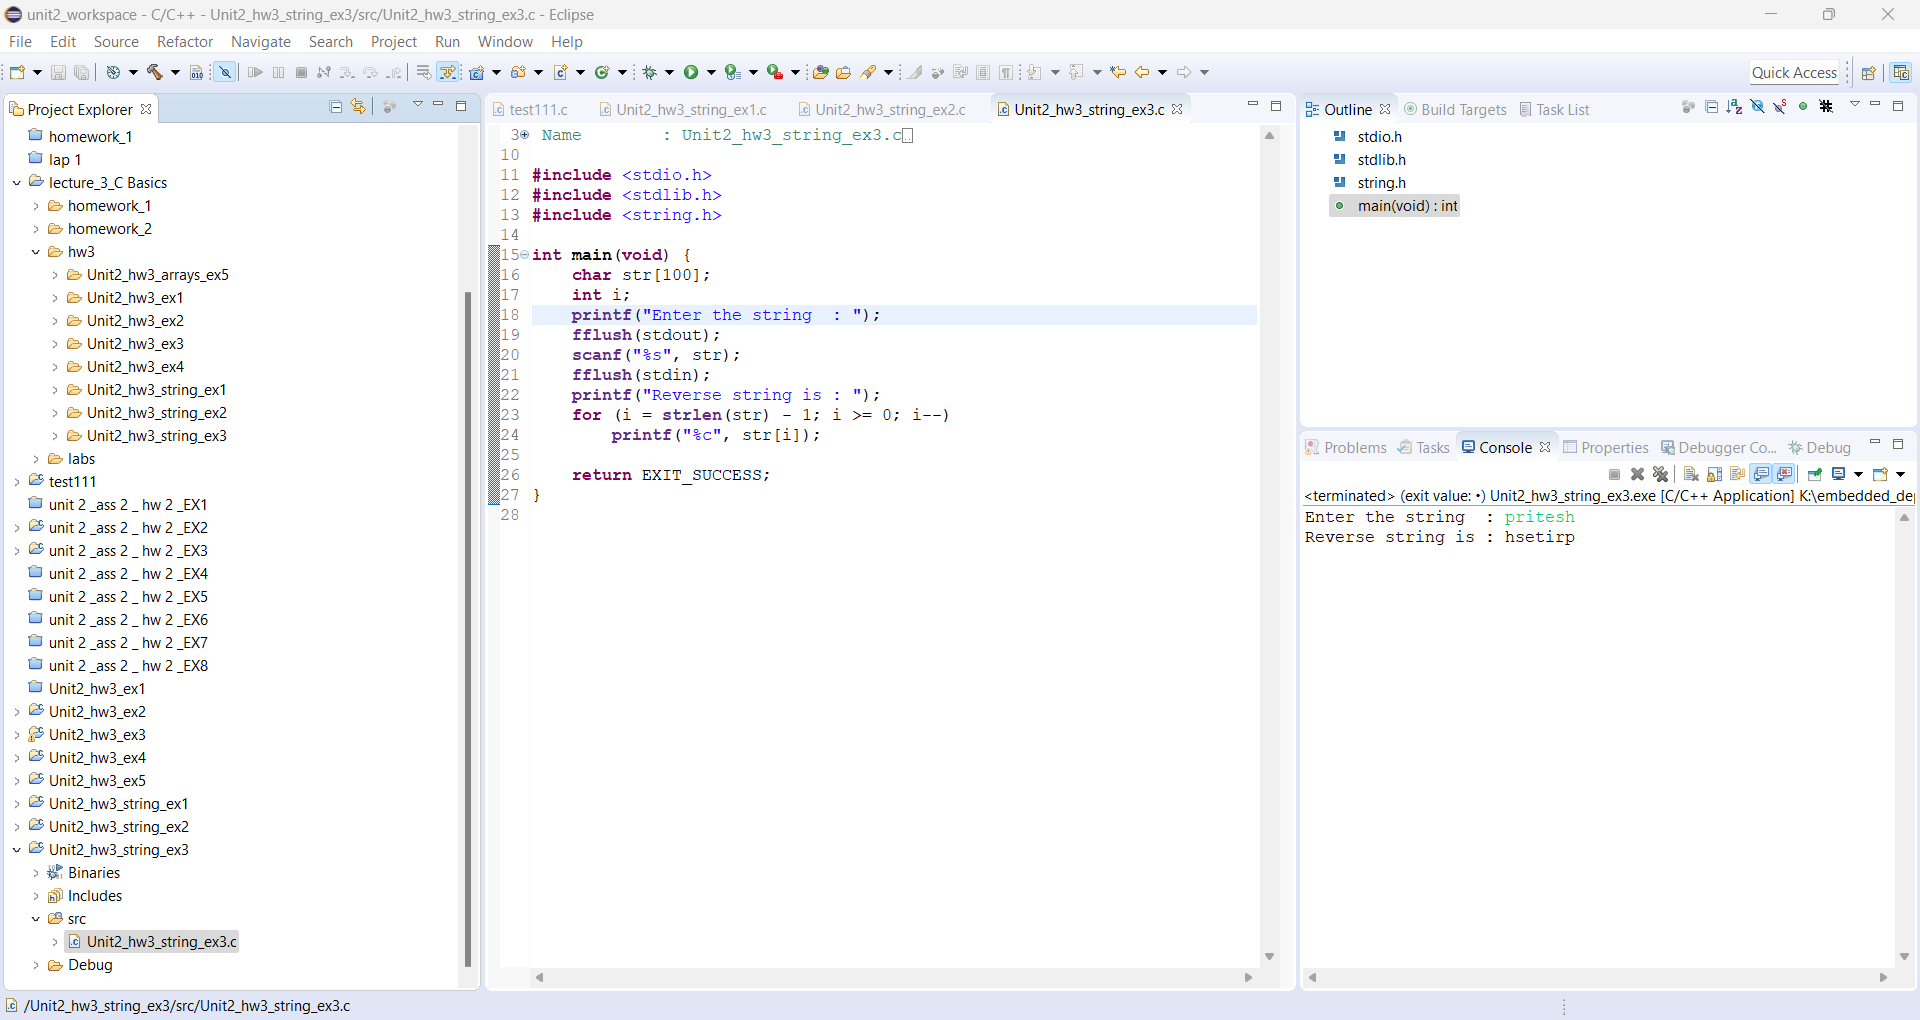 unit2_workspace - C/C++ - Unit2_hw3_string_ex3/src/Unit2_hw3_string_ex3.c - Eclipse
File Edit Source Refactor Navigate Search Project Run Window Help
Quick Access
Project Explorer
homework_1
lap 1
lecture_3_C Basics
homework_1
homework_2
hw3
Unit2_hw3_arrays_ex5
Unit2_hw3_ex1
Unit2_hw3_ex2
Unit2_hw3_ex3
Unit2_hw3_ex4
Unit2_hw3_string_ex1
Unit2_hw3_string_ex2
Unit2_hw3_string_ex3
labs
test111
unit 2 _ass 2 _ hw 2 _EX1
unit 2 _ass 2 _ hw 2 _EX2
unit 2 _ass 2 _ hw 2 _EX3
unit 2 _ass 2 _ hw 2 _EX4
unit 2 _ass 2 _ hw 2 _EX5
unit 2 _ass 2 _ hw 2 _EX6
unit 2 _ass 2 _ hw 2 _EX7
unit 2 _ass 2 _ hw 2 _EX8
Unit2_hw3_ex1
Unit2_hw3_ex2
Unit2_hw3_ex3
Unit2_hw3_ex4
Unit2_hw3_ex5
Unit2_hw3_string_ex1
Unit2_hw3_string_ex2
Unit2_hw3_string_ex3
Binaries
Includes
src
Unit2_hw3_string_ex3.c
Debug
test111.c Unit2_hw3_string_ex1.c Unit2_hw3_string_ex2.c Unit2_hw3_string_ex3.c
3 Name        : Unit2_hw3_string_ex3.c
10
11 #include <stdio.h>
12 #include <stdlib.h>
13 #include <string.h>
14
15 int main(void) {
16     char str[100];
17     int i;
18     printf("Enter the string  : ");
19     fflush(stdout);
20     scanf("%s", str);
21     fflush(stdin);
22     printf("Reverse string is : ");
23     for (i = strlen(str) - 1; i >= 0; i--)
24         printf("%c", str[i]);
25
26     return EXIT_SUCCESS;
27 }
28
Outline Build Targets Task List
stdio.h
stdlib.h
string.h
main(void) : int
Problems Tasks Console Properties Debugger Co... Debug
<terminated> (exit value: •) Unit2_hw3_string_ex3.exe [C/C++ Application] K:\embedded_de
Enter the string  : pritesh
Reverse string is : hsetirp
/Unit2_hw3_string_ex3/src/Unit2_hw3_string_ex3.c